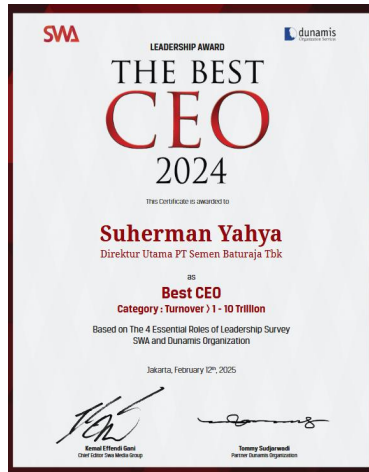 SWA
dunamis
Organization Services
LEADERSHIP AWARD
THE BEST
CEO
2024
This Certificate is awarded to
Suherman Yahya
Direktur Utama PT Semen Baturaja Tbk
as
Best CEO
Category : Turnover 〉1 - 10 Trillion
Based on The 4 Essential Roles of Leadership Survey
SWA and Dunamis Organization
Jakarta, February 12th, 2025
Kemal Effendi Gani
Chief Editor Swa Media Group
Tommy Sudjarwadi
Partner Dunamis Organization